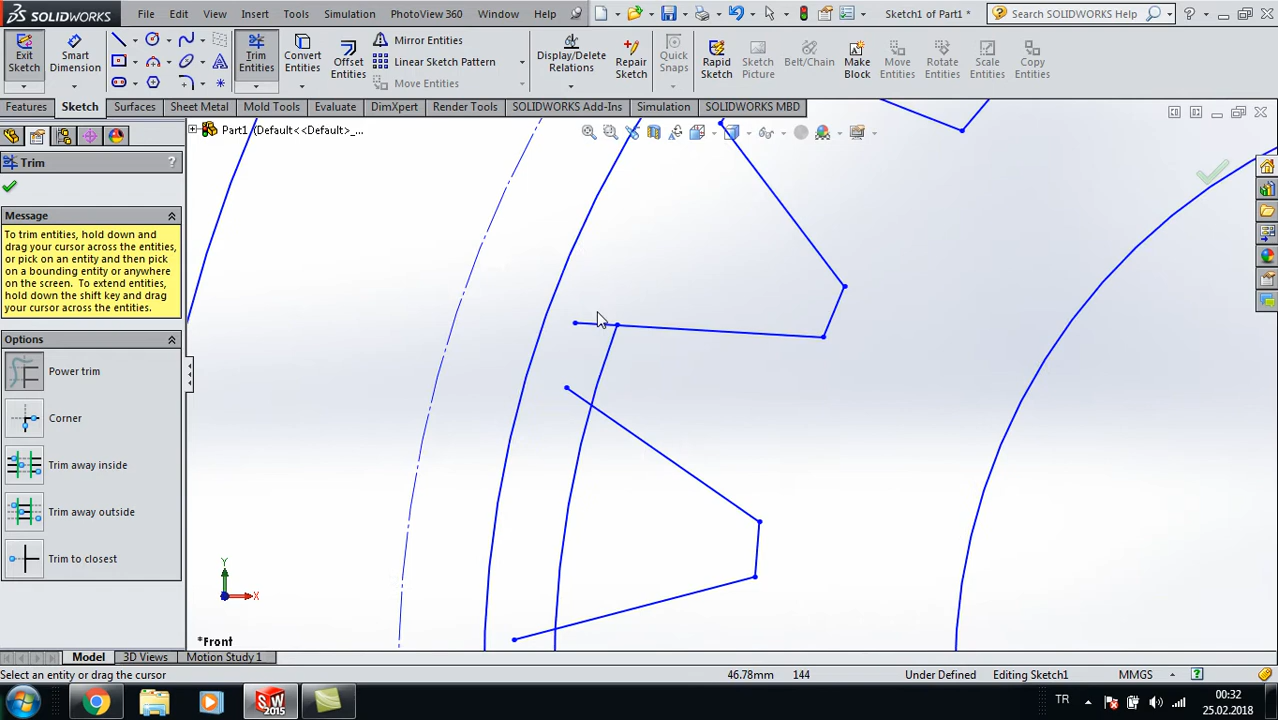 SOLIDWORKS
File Edit View Insert Tools Simulation PhotoView 360 Window Help
Sketch1 of Part1 *
Search SOLIDWORKS Help
Exit Sketch
Smart Dimension
Trim Entities
Convert Entities
Offset Entities
Mirror Entities
Linear Sketch Pattern
Move Entities
Display/Delete Relations
Repair Sketch
Quick Snaps
Rapid Sketch
Sketch Picture
Belt/Chain
Make Block
Move Entities
Rotate Entities
Scale Entities
Copy Entities
Features Sketch Surfaces Sheet Metal Mold Tools Evaluate DimXpert Render Tools SOLIDWORKS Add-Ins Simulation SOLIDWORKS MBD
Part1 (Default<<Default>_...
Trim ?
Message
To trim entities, hold down and
drag your cursor across the entities,
or pick on an entity and then pick
on a bounding entity or anywhere
on the screen. To extend entities,
hold down the shift key and drag
your cursor across the entities.
Options
Power trim
Corner
Trim away inside
Trim away outside
Trim to closest
Y
X
*Front
Model 3D Views Motion Study 1
Select an entity or drag the cursor 46.78mm 144 Under Defined Editing Sketch1 MMGS
SW
2015
TR
00:32
25.02.2018